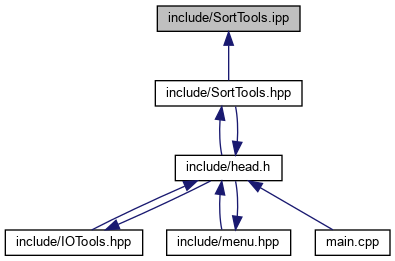 include/SortTools.ipp
include/SortTools.hpp
include/head.h
include/IOTools.hpp
include/menu.hpp
main.cpp